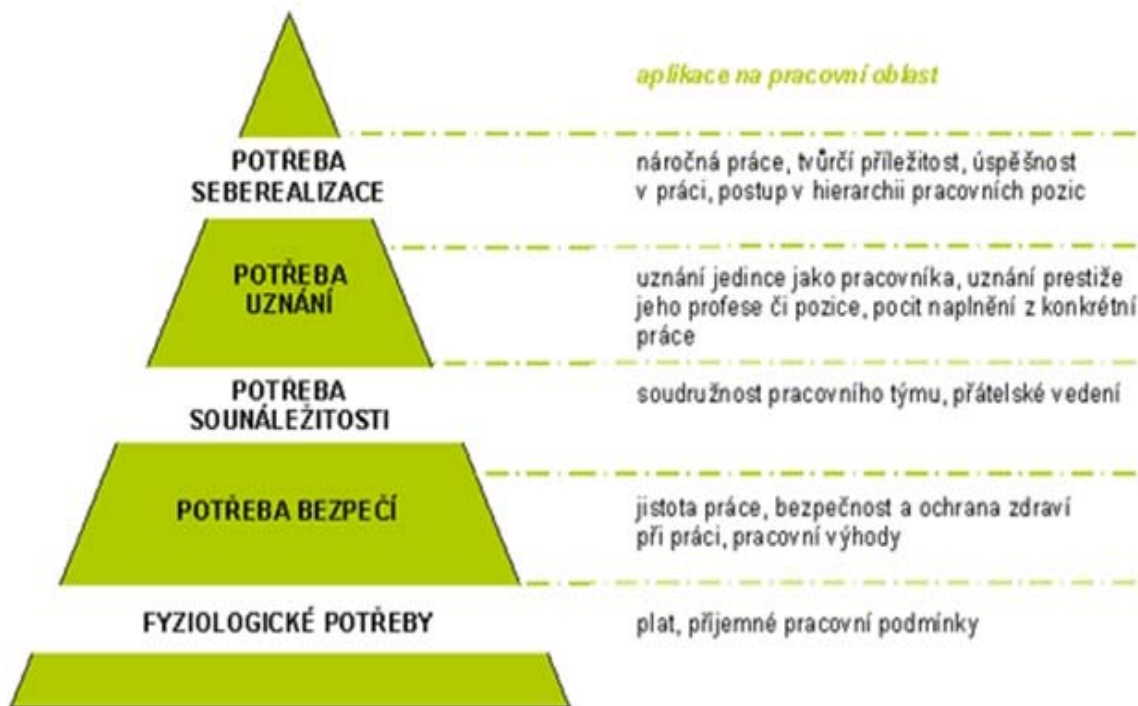 aplikace na pracovní oblast
POTŘEBA
SEBEREALIZACE
náročná práce, tvůrčí příležitost, úspěšnost
v práci, postup v hierarchii pracovních pozic
POTŘEBA
UZNÁNÍ
uznání jedince jako pracovníka, uznání prestiže
jeho profese či pozice, pocit naplnění z konkrétní
práce
POTŘEBA
SOUNÁLEŽITOSTI
soudružnost pracovního týmu, přátelské vedení
POTŘEBA BEZPEČÍ
jistota práce, bezpečnost a ochrana zdraví
při práci, pracovní výhody
FYZIOLOGICKÉ POTŘEBY
plat, příjemné pracovní podmínky